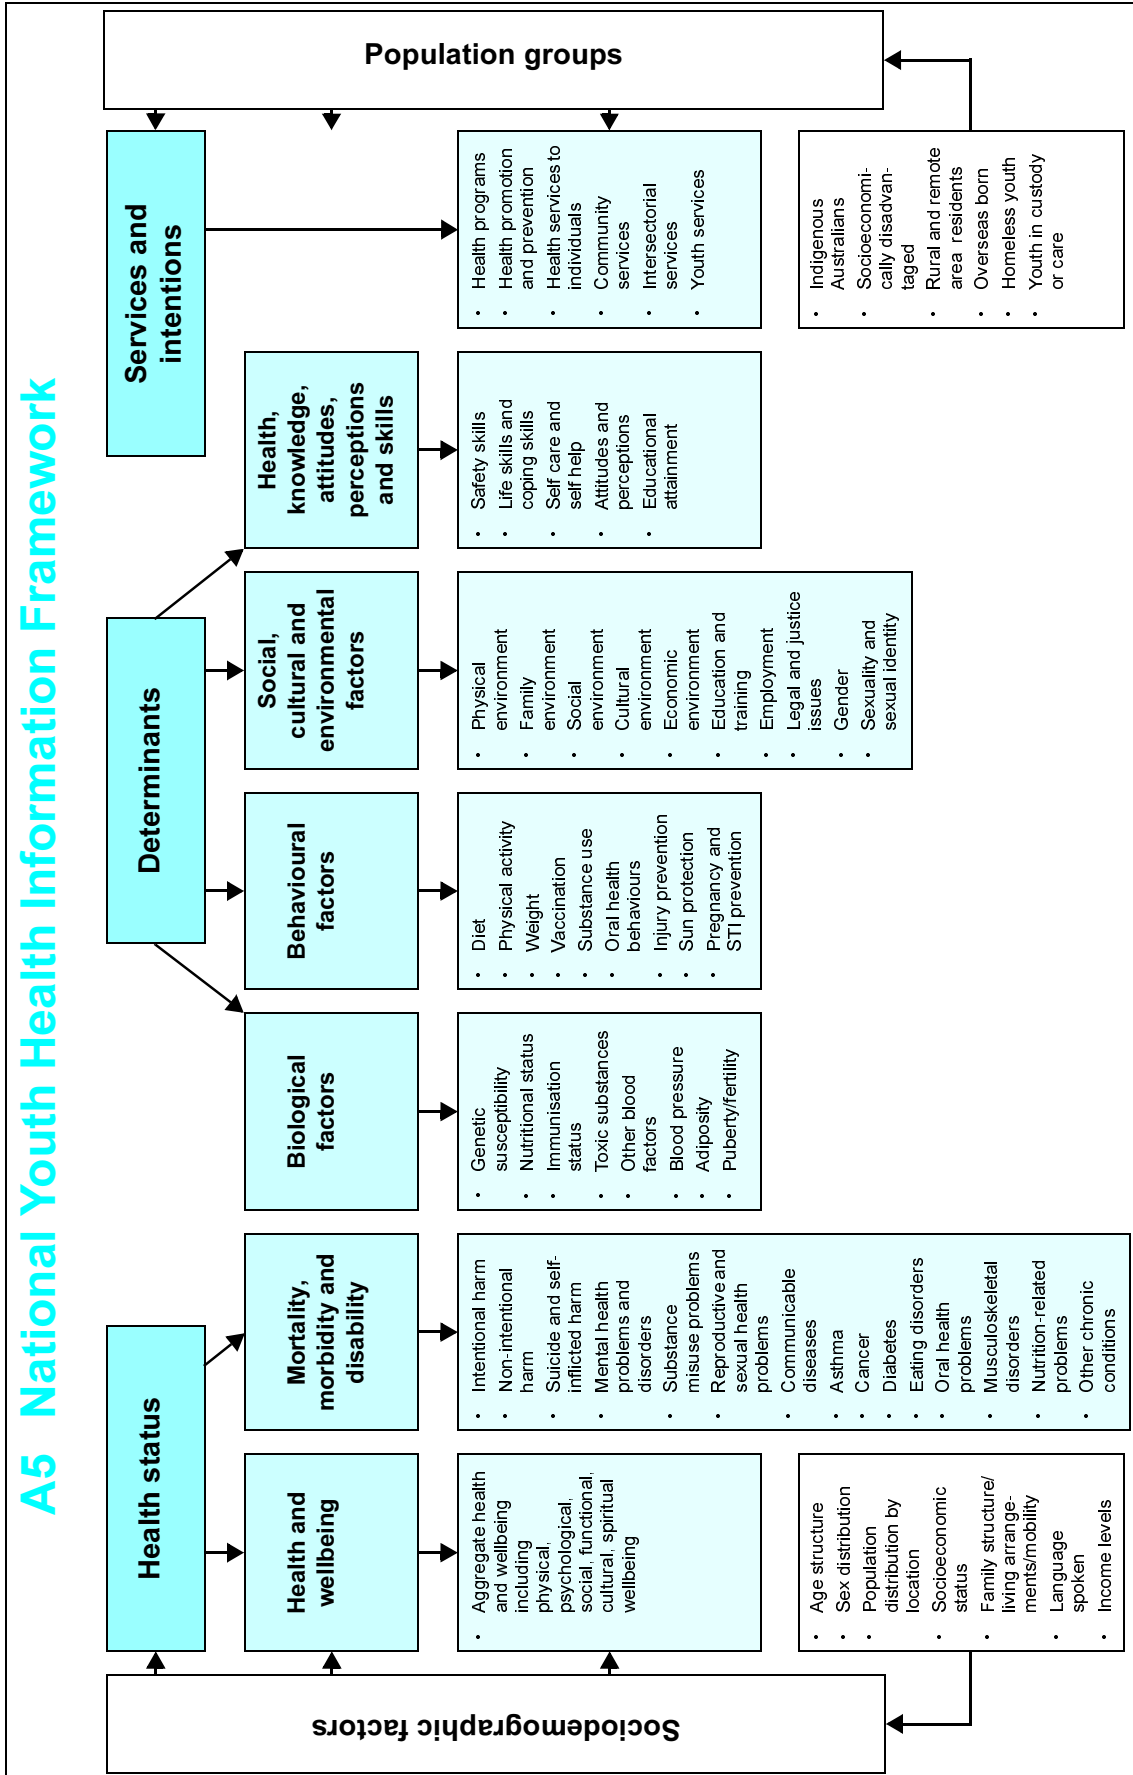 A5 National Youth Health Information Framework
Sociodemographic factors
Health status
Determinants
Services and
intentions
Population groups
Health and
wellbeing
Mortality,
morbidity and
disability
Biological
factors
Behavioural
factors
Social,
cultural and
environmental
factors
Health,
knowledge,
attitudes,
perceptions
and skills
• Aggregate health
and wellbeing
including
physical,
psychological,
social, functional,
cultural, spiritual
wellbeing
• Intentional harm
• Non-intentional
harm
• Suicide and self-
inflicted harm
• Mental health
problems and
disorders
• Substance
misuse problems
• Reproductive and
sexual health
problems
• Communicable
diseases
• Asthma
• Cancer
• Diabetes
• Eating disorders
• Oral health
problems
• Musculoskeletal
disorders
• Nutrition-related
problems
• Other chronic
conditions
• Genetic
susceptibility
• Nutritional status
• Immunisation
status
• Toxic substances
• Other blood
factors
• Blood pressure
• Adiposity
• Puberty/fertility
• Diet
• Physical activity
• Weight
• Vaccination
• Substance use
• Oral health
behaviours
• Injury prevention
• Sun protection
• Pregnancy and
STI prevention
• Physical
environment
• Family
environment
• Social
environment
• Cultural
environment
• Economic
environment
• Education and
training
• Employment
• Legal and justice
issues
• Gender
• Sexuality and
sexual identity
• Safety skills
• Life skills and
coping skills
• Self care and
self help
• Attitudes and
perceptions
• Educational
attainment
• Health programs
• Health promotion
and prevention
• Health services to
individuals
• Community
services
• Intersectorial
services
• Youth services
• Age structure
• Sex distribution
• Population
distribution by
location
• Socioeconomic
status
• Family structure/
living arrange-
ments/mobility
• Language
spoken
• Income levels
• Indigenous
Australians
• Socioeconomi-
cally disadvan-
taged
• Rural and remote
area residents
• Overseas born
• Homeless youth
• Youth in custody
or care